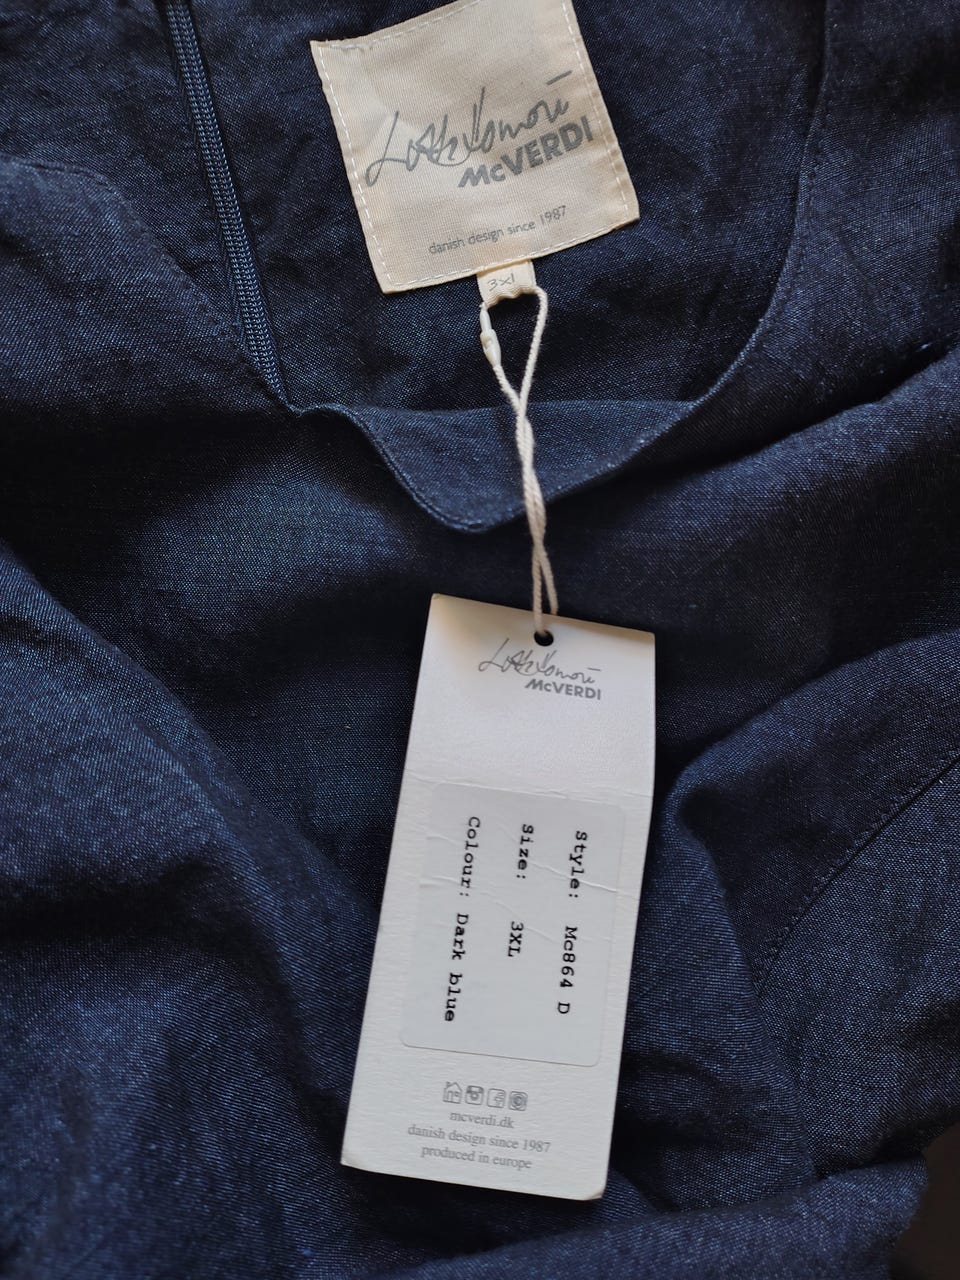 McVERDI
danish design since 1987
3xl
McVERDI
Style: Mc864 D
Size: 3XL
Colour: Dark blue
mcverdi.dk
danish design since 1987
produced in europe